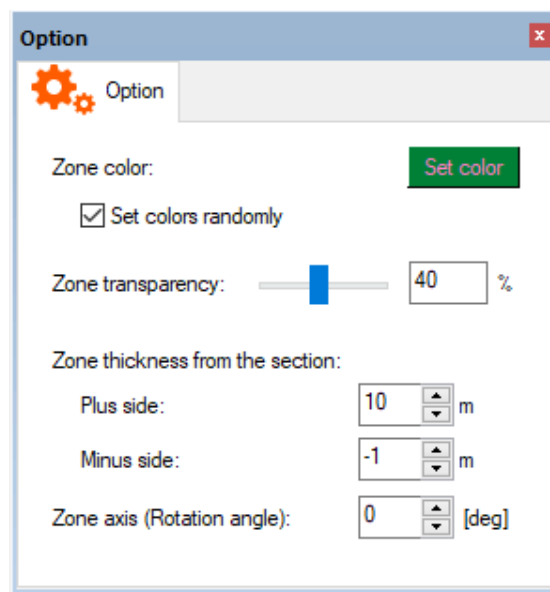 Option
Option
Zone color: Set color
Set colors randomly
Zone transparency: 40 %
Zone thickness from the section:
Plus side: 10 m
Minus side: -1 m
Zone axis (Rotation angle): 0 [deg]